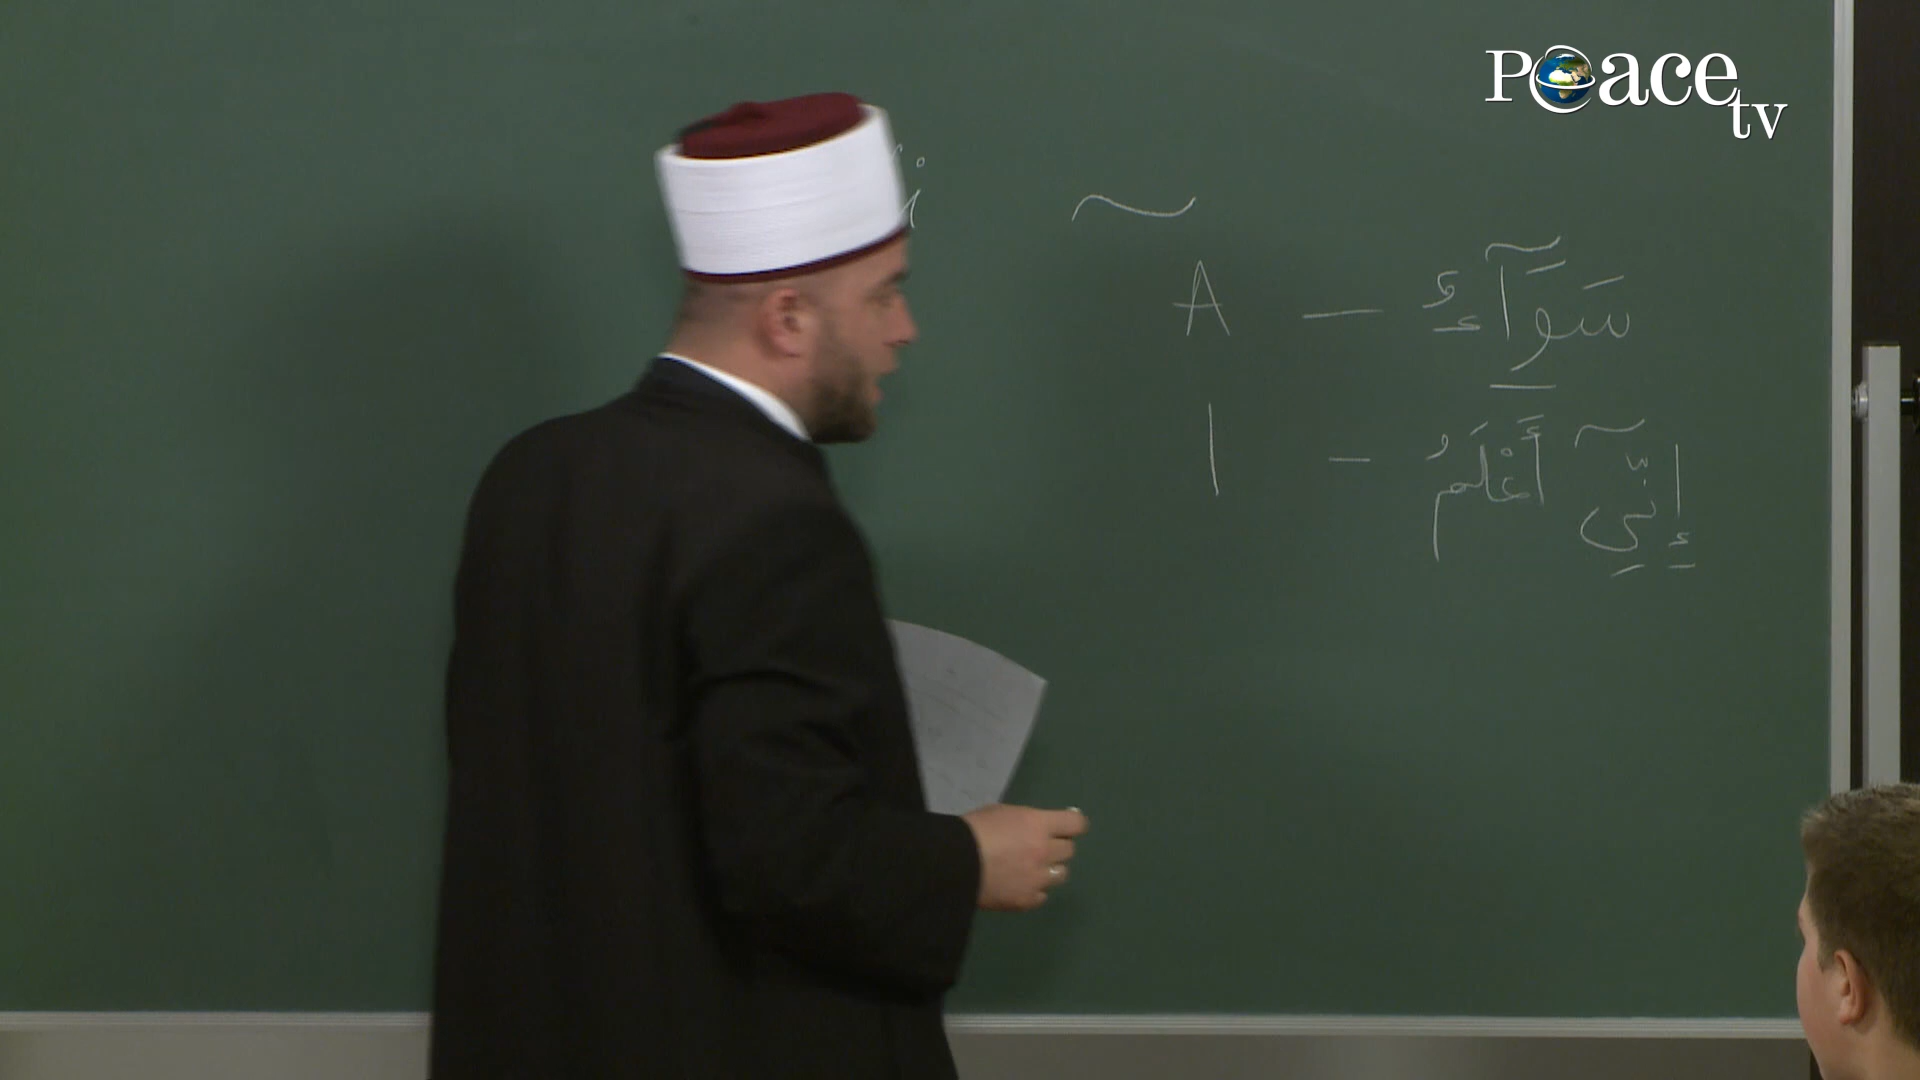 Peace tv
i ~
A — سَوَآءٌ
I — إِنِّىٓ أَعْلَمُ